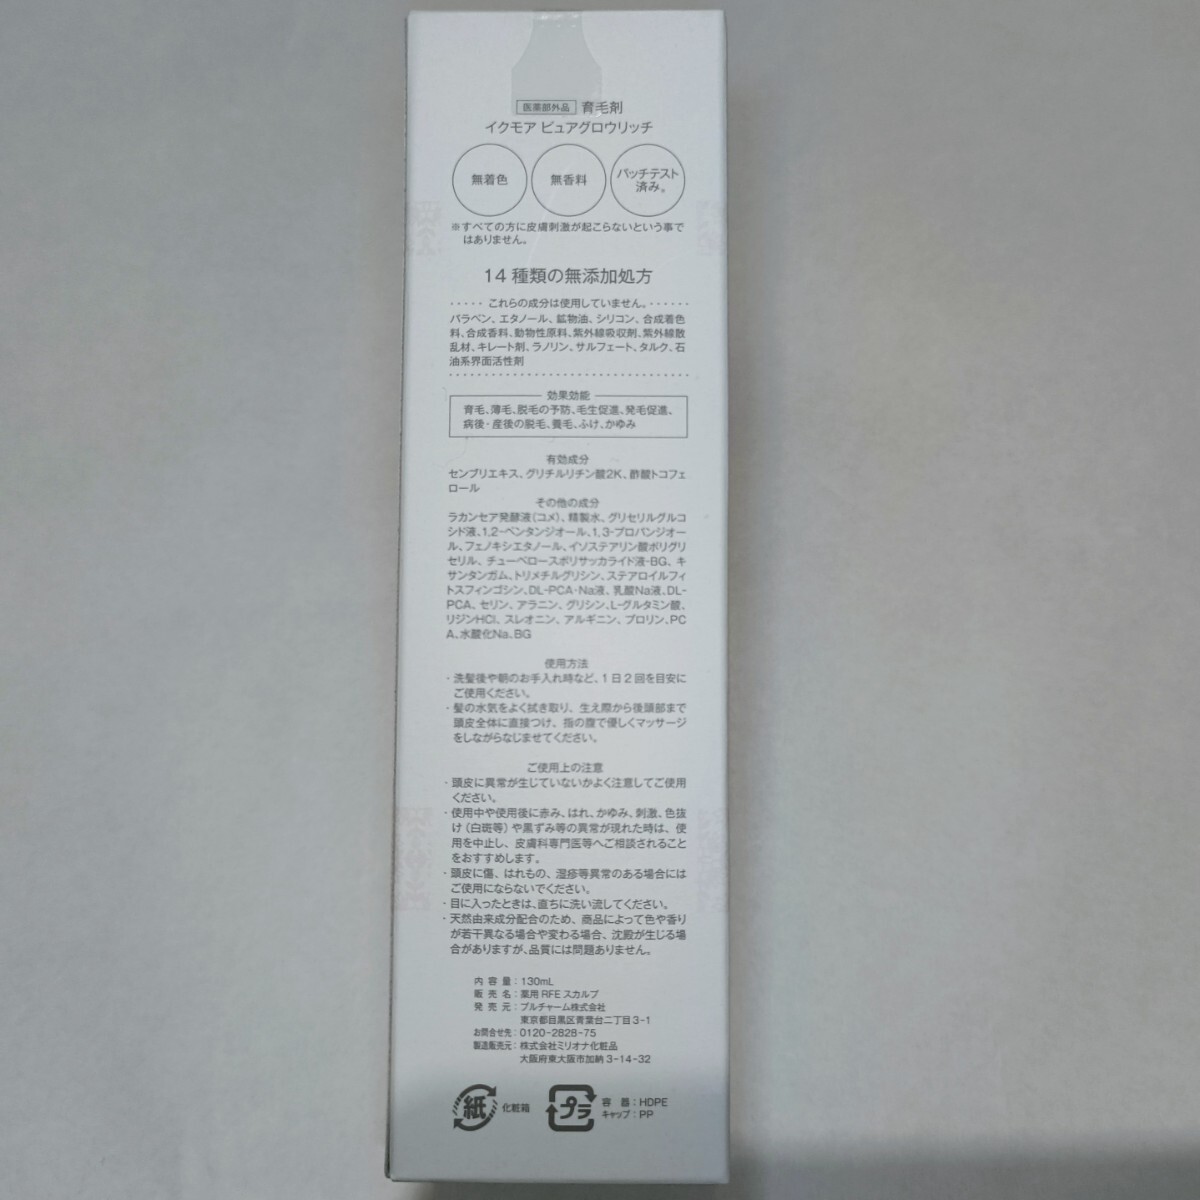 医薬部外品 育毛剤
イクモア ピュアグロウリッチ
無着色
無香料
パッチテスト
済み。
※すべての方に皮膚刺激が起こらないという事で
はありません。
14種類の無添加処方
これらの成分は使用していません。
パラベン、エタノール、鉱物油、シリコン、合成着色
料、合成香料、動物性原料、紫外線吸収剤、紫外線散
乱材、キレート剤、ラノリン、サルフェート、タルク、石
油系界面活性剤
効果効能
育毛、薄毛、脱毛の予防、毛生促進、発毛促進、
病後・産後の脱毛、養毛、ふけ、かゆみ
有効成分
センブリエキス、グリチルリチン酸2K、酢酸トコフェ
ロール
その他の成分
ラカンセア発酵液(コメ)、精製水、グリセリルグルコ
シド液、1,2-ペンタンジオール、1,3-プロパンジオー
ル、フェノキシエタノール、イソステアリン酸ポリグリ
セリル、チューベロースポリサッカライド液-BG、キ
サンタンガム、トリメチルグリシン、ステアロイルフィ
トスフィンゴシン、DL-PCA・Na液、乳酸Na液、DL-
PCA、セリン、アラニン、グリシン、L-グルタミン酸、
リジンHCl、スレオニン、アルギニン、プロリン、PC
A、水酸化Na、BG
使用方法
・洗髪後や朝のお手入れ時など、1日2回を目安に
ご使用ください。
・髪の水気をよく拭き取り、生え際から後頭部まで
頭皮全体に直接つけ、指の腹で優しくマッサージ
をしながらなじませてください。
ご使用上の注意
・頭皮に異常が生じていないかよく注意してご使用
ください。
・使用中や使用後に赤み、はれ、かゆみ、刺激、色抜
け(白斑等)や黒ずみ等の異常が現れた時は、使
用を中止し、皮膚科専門医等へご相談されること
をおすすめします。
・頭皮に傷、はれもの、湿疹等異常のある場合には
ご使用にならないでください。
・目に入ったときは、直ちに洗い流してください。
・天然由来成分配合のため、商品によって色や香り
が若干異なる場合や変わる場合、沈殿が生じる場
合がありますが、品質には問題ありません。
内容量:130mL
販売名:薬用RFEスカルプ
発売元:プルチャーム株式会社
東京都目黒区青葉台二丁目3-1
お問合せ先:0120-2828-75
製造販売元:株式会社ミリオナ化粧品
大阪府東大阪市加納3-14-32
紙 化粧箱
プラ 容器:HDPE
キャップ:PP